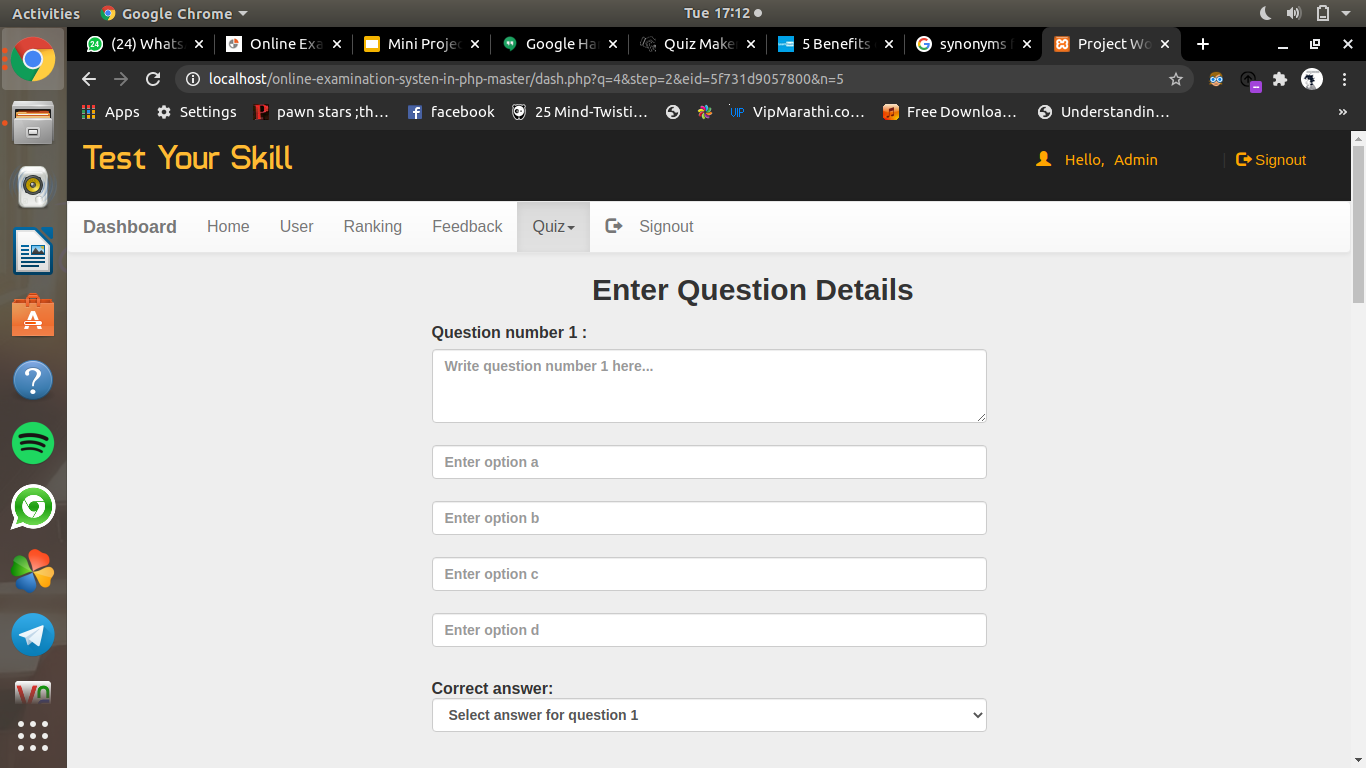 Activities Google Chrome Tue 17:12
(24) Whats Online Exa Mini Projec Google Ha Quiz Maker 5 Benefits synonyms Project Wo
localhost/online-examination-systen-in-php-master/dash.php?q=4&step=2&eid=5f731d9057800&n=5
Apps Settings pawn stars ;th… facebook 25 Mind-Twisti… VIP VipMarathi.co… Free Downloa… Understanding… »
Test Your Skill Hello, Admin | Signout
Dashboard Home User Ranking Feedback Quiz Signout
Enter Question Details
Question number 1 :
Write question number 1 here...
Enter option a
Enter option b
Enter option c
Enter option d
Correct answer:
Select answer for question 1